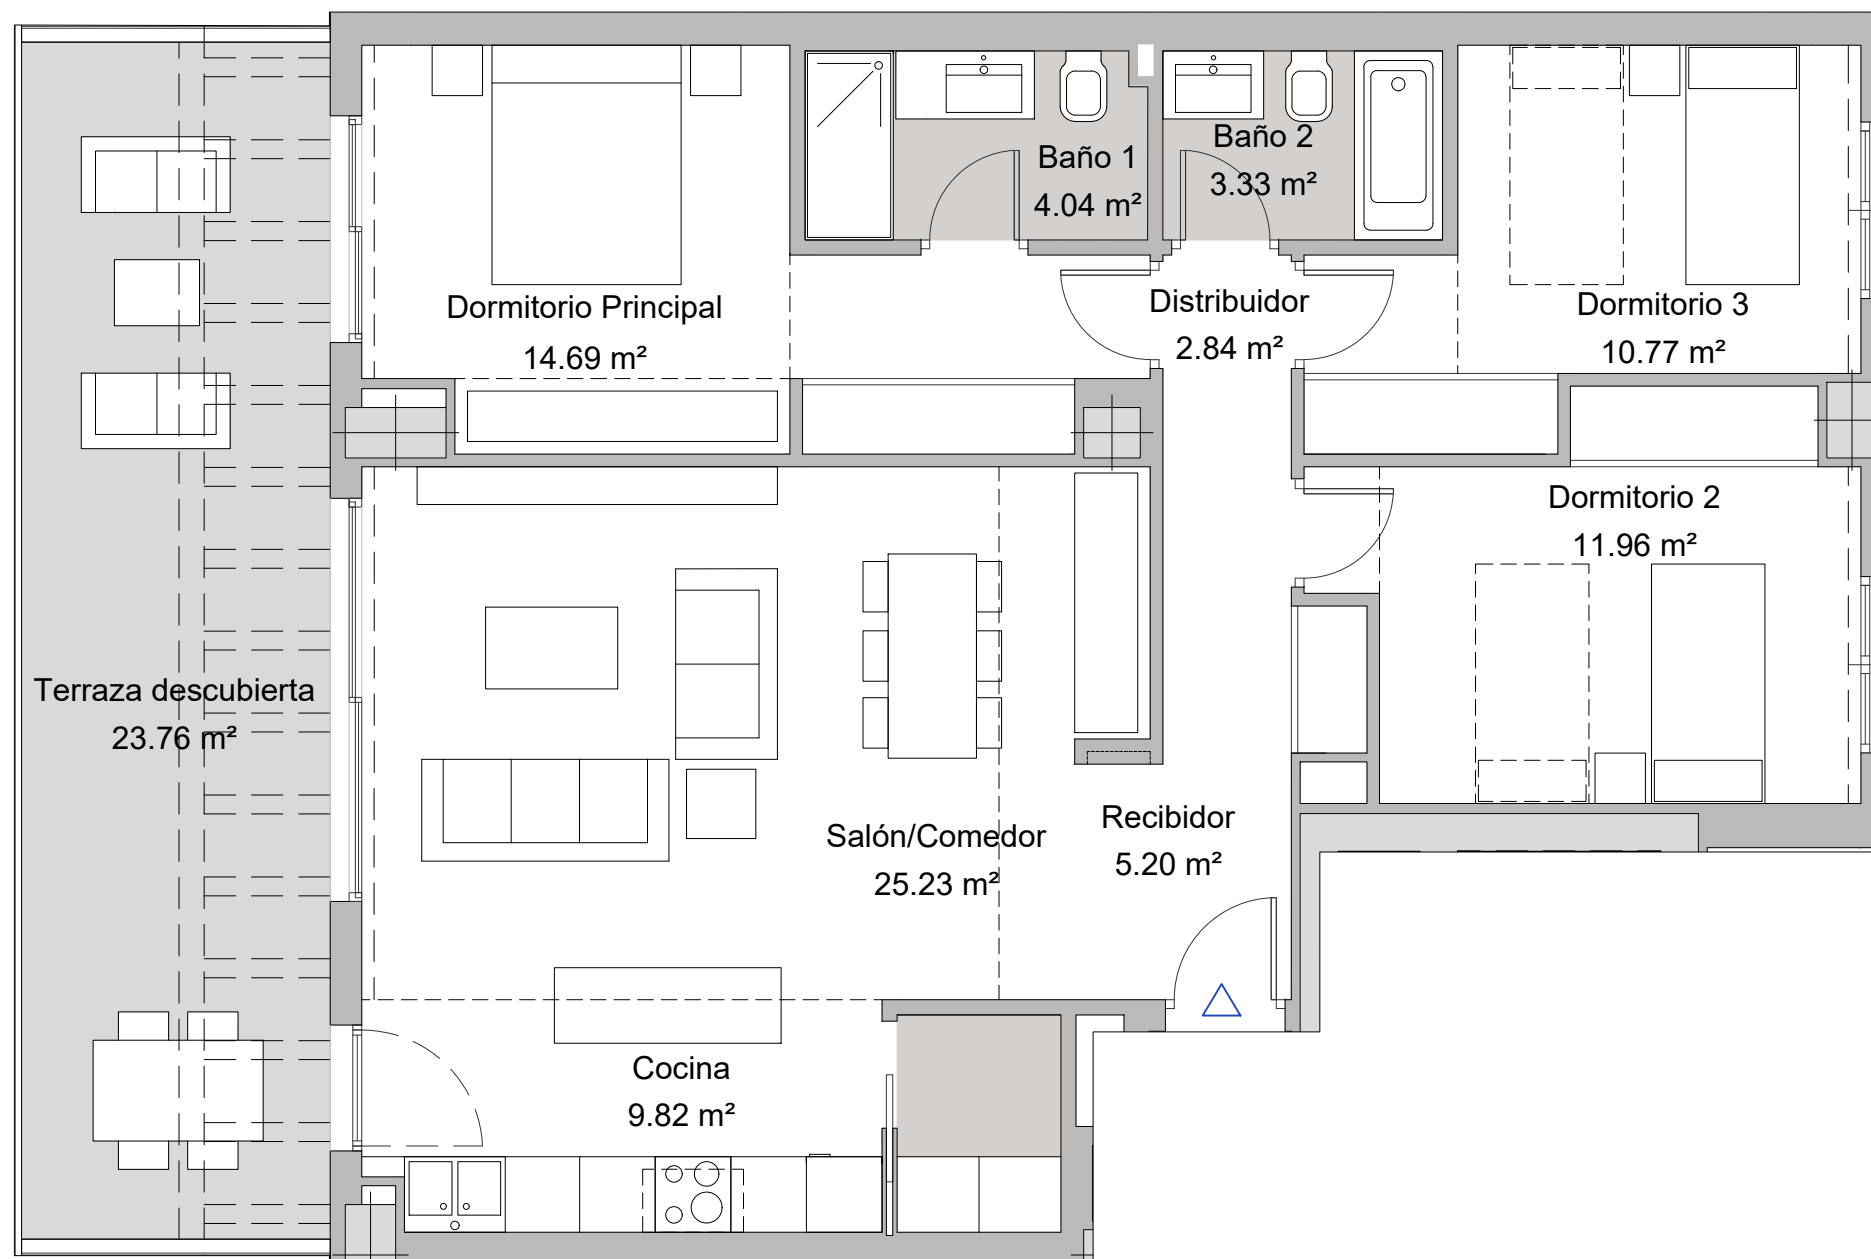 Baño 1
4.04 m²
Baño 2
3.33 m²
Dormitorio Principal
14.69 m²
Distribuidor
2.84 m²
Dormitorio 3
10.77 m²
Dormitorio 2
11.96 m²
Terraza descubierta
23.76 m²
Salón/Comedor
25.23 m²
Recibidor
5.20 m²
Cocina
9.82 m²